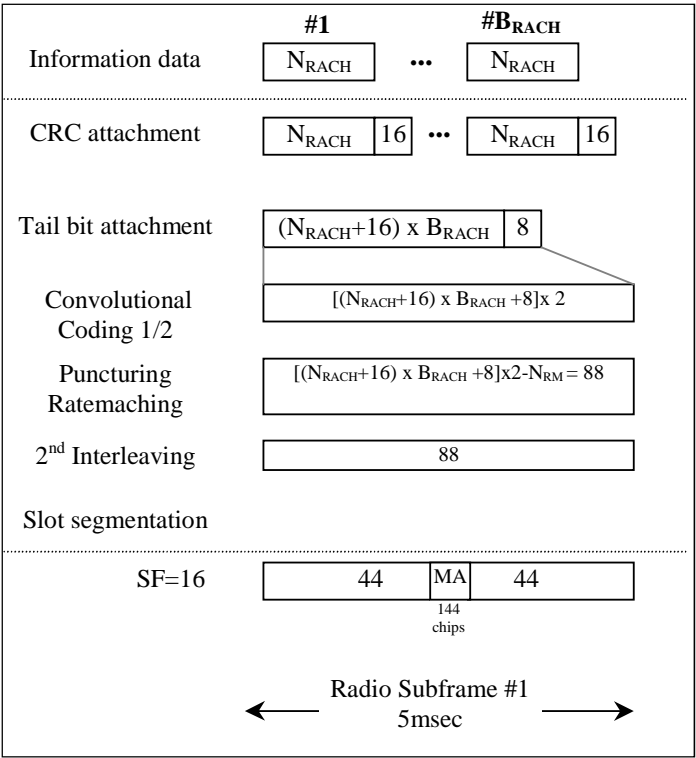 #1 #B_RACH
Information data N_RACH ••• N_RACH
CRC attachment N_RACH 16 ••• N_RACH 16
Tail bit attachment (N_RACH+16) x B_RACH 8
Convolutional
Coding 1/2
[(N_RACH+16) x B_RACH +8]x 2
Puncturing
Ratemaching
[(N_RACH+16) x B_RACH +8]x2-N_RM = 88
2nd Interleaving 88
Slot segmentation
SF=16 44 MA 44
144
chips
Radio Subframe #1
5msec